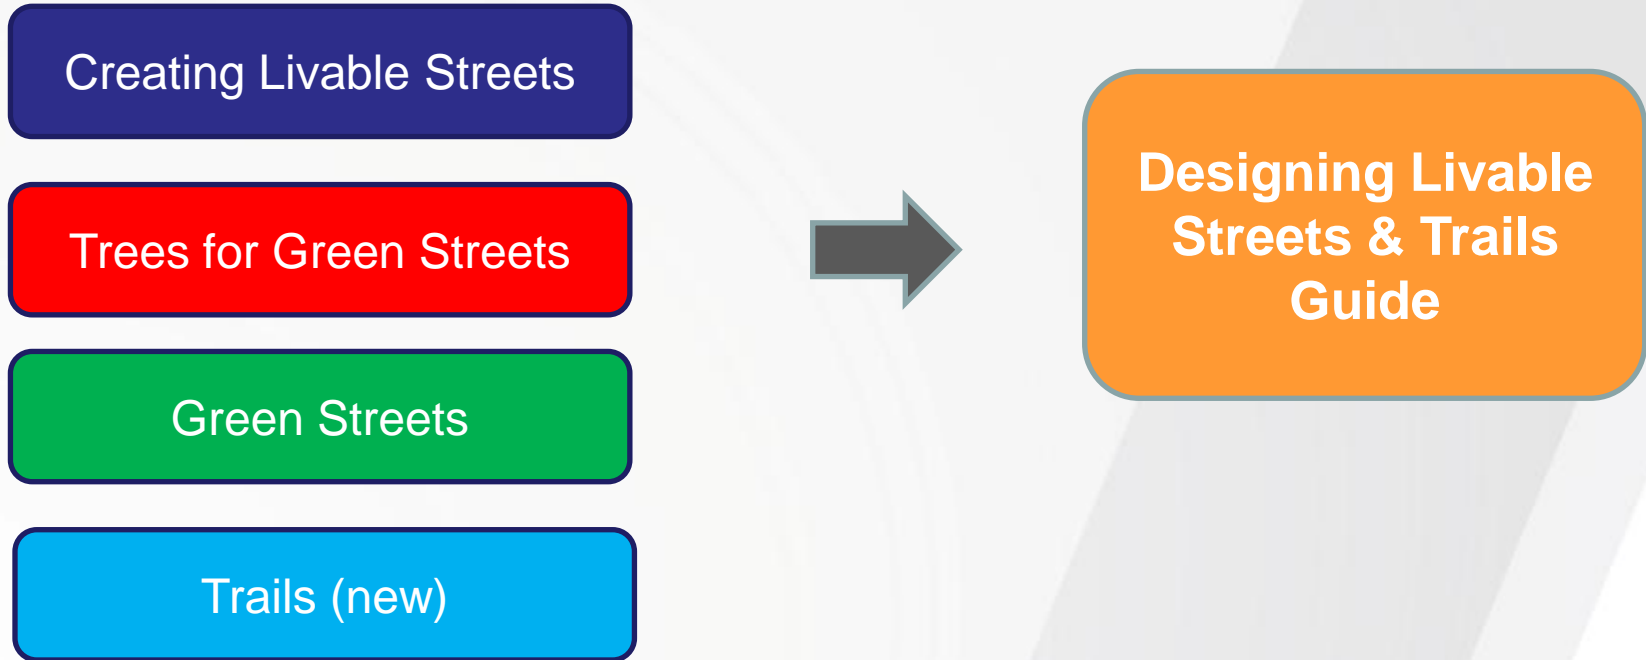 Creating Livable Streets
Trees for Green Streets
Green Streets
Trails (new)
Designing Livable
Streets & Trails
Guide